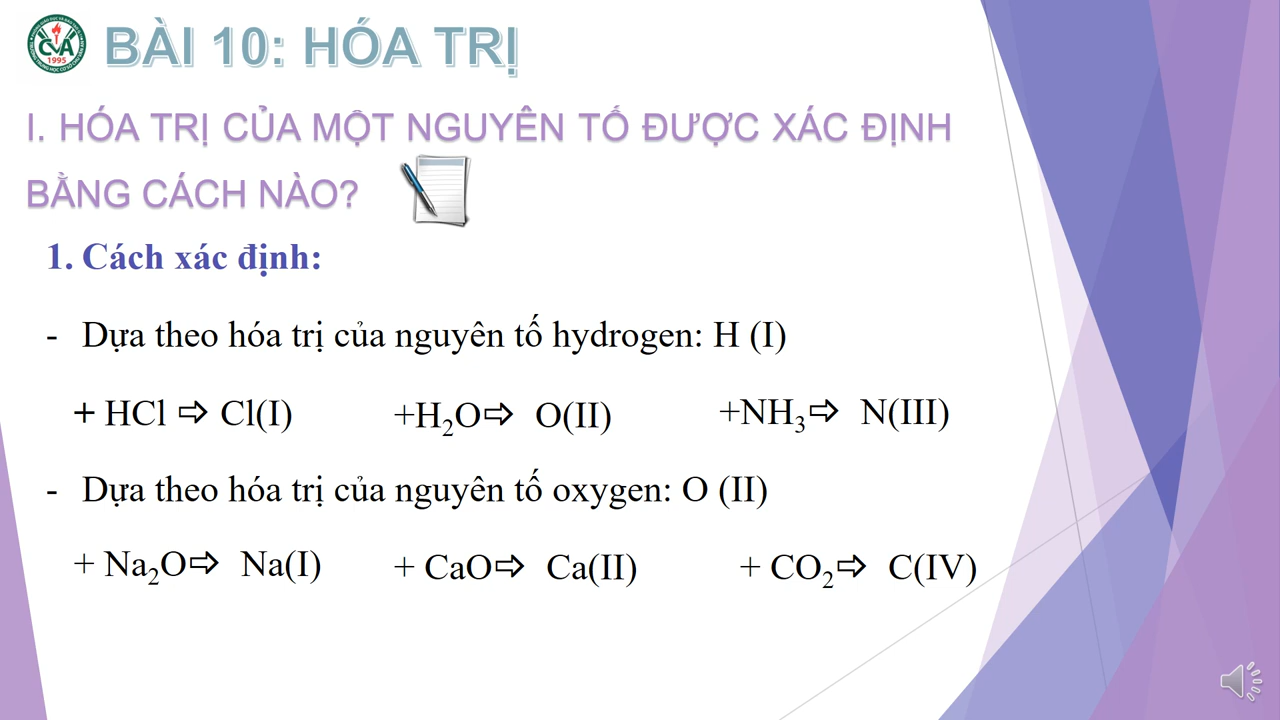 CVA
1995
BÀI 10: HÓA TRỊ
I. HÓA TRỊ CỦA MỘT NGUYÊN TỐ ĐƯỢC XÁC ĐỊNH
BẰNG CÁCH NÀO?
1. Cách xác định:
- Dựa theo hóa trị của nguyên tố hydrogen: H (I)
+ HCl ⇨ Cl(I) +H₂O⇨ O(II) +NH₃⇨ N(III)
- Dựa theo hóa trị của nguyên tố oxygen: O (II)
+ Na₂O⇨ Na(I) + CaO⇨ Ca(II) + CO₂⇨ C(IV)